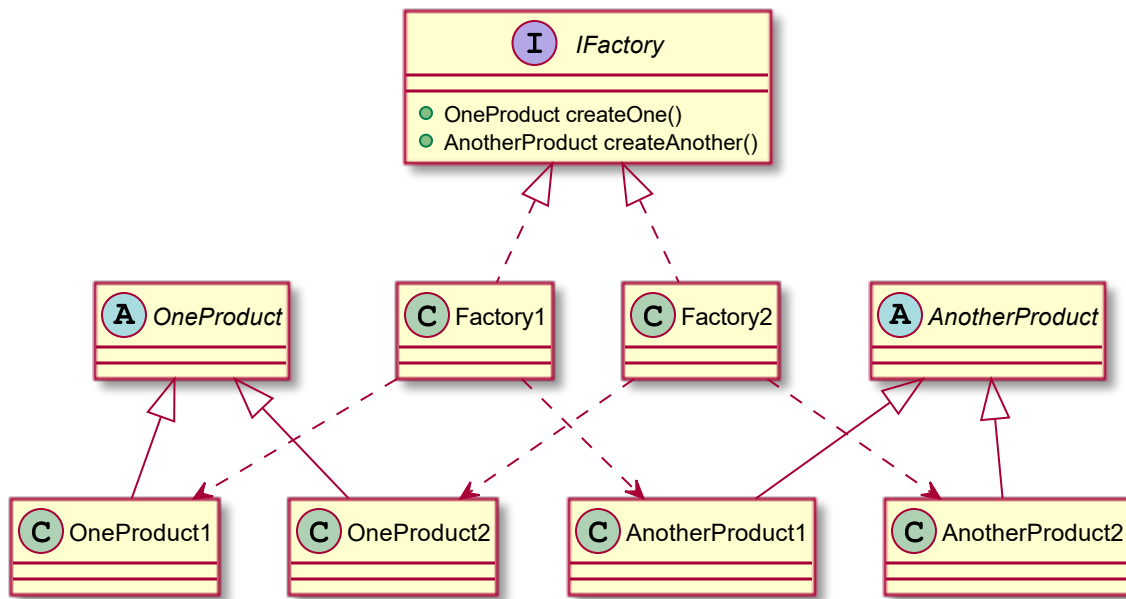 I IFactory
OneProduct createOne()
AnotherProduct createAnother()
A OneProduct
C Factory1
C Factory2
A AnotherProduct
C OneProduct1
C OneProduct2
C AnotherProduct1
C AnotherProduct2